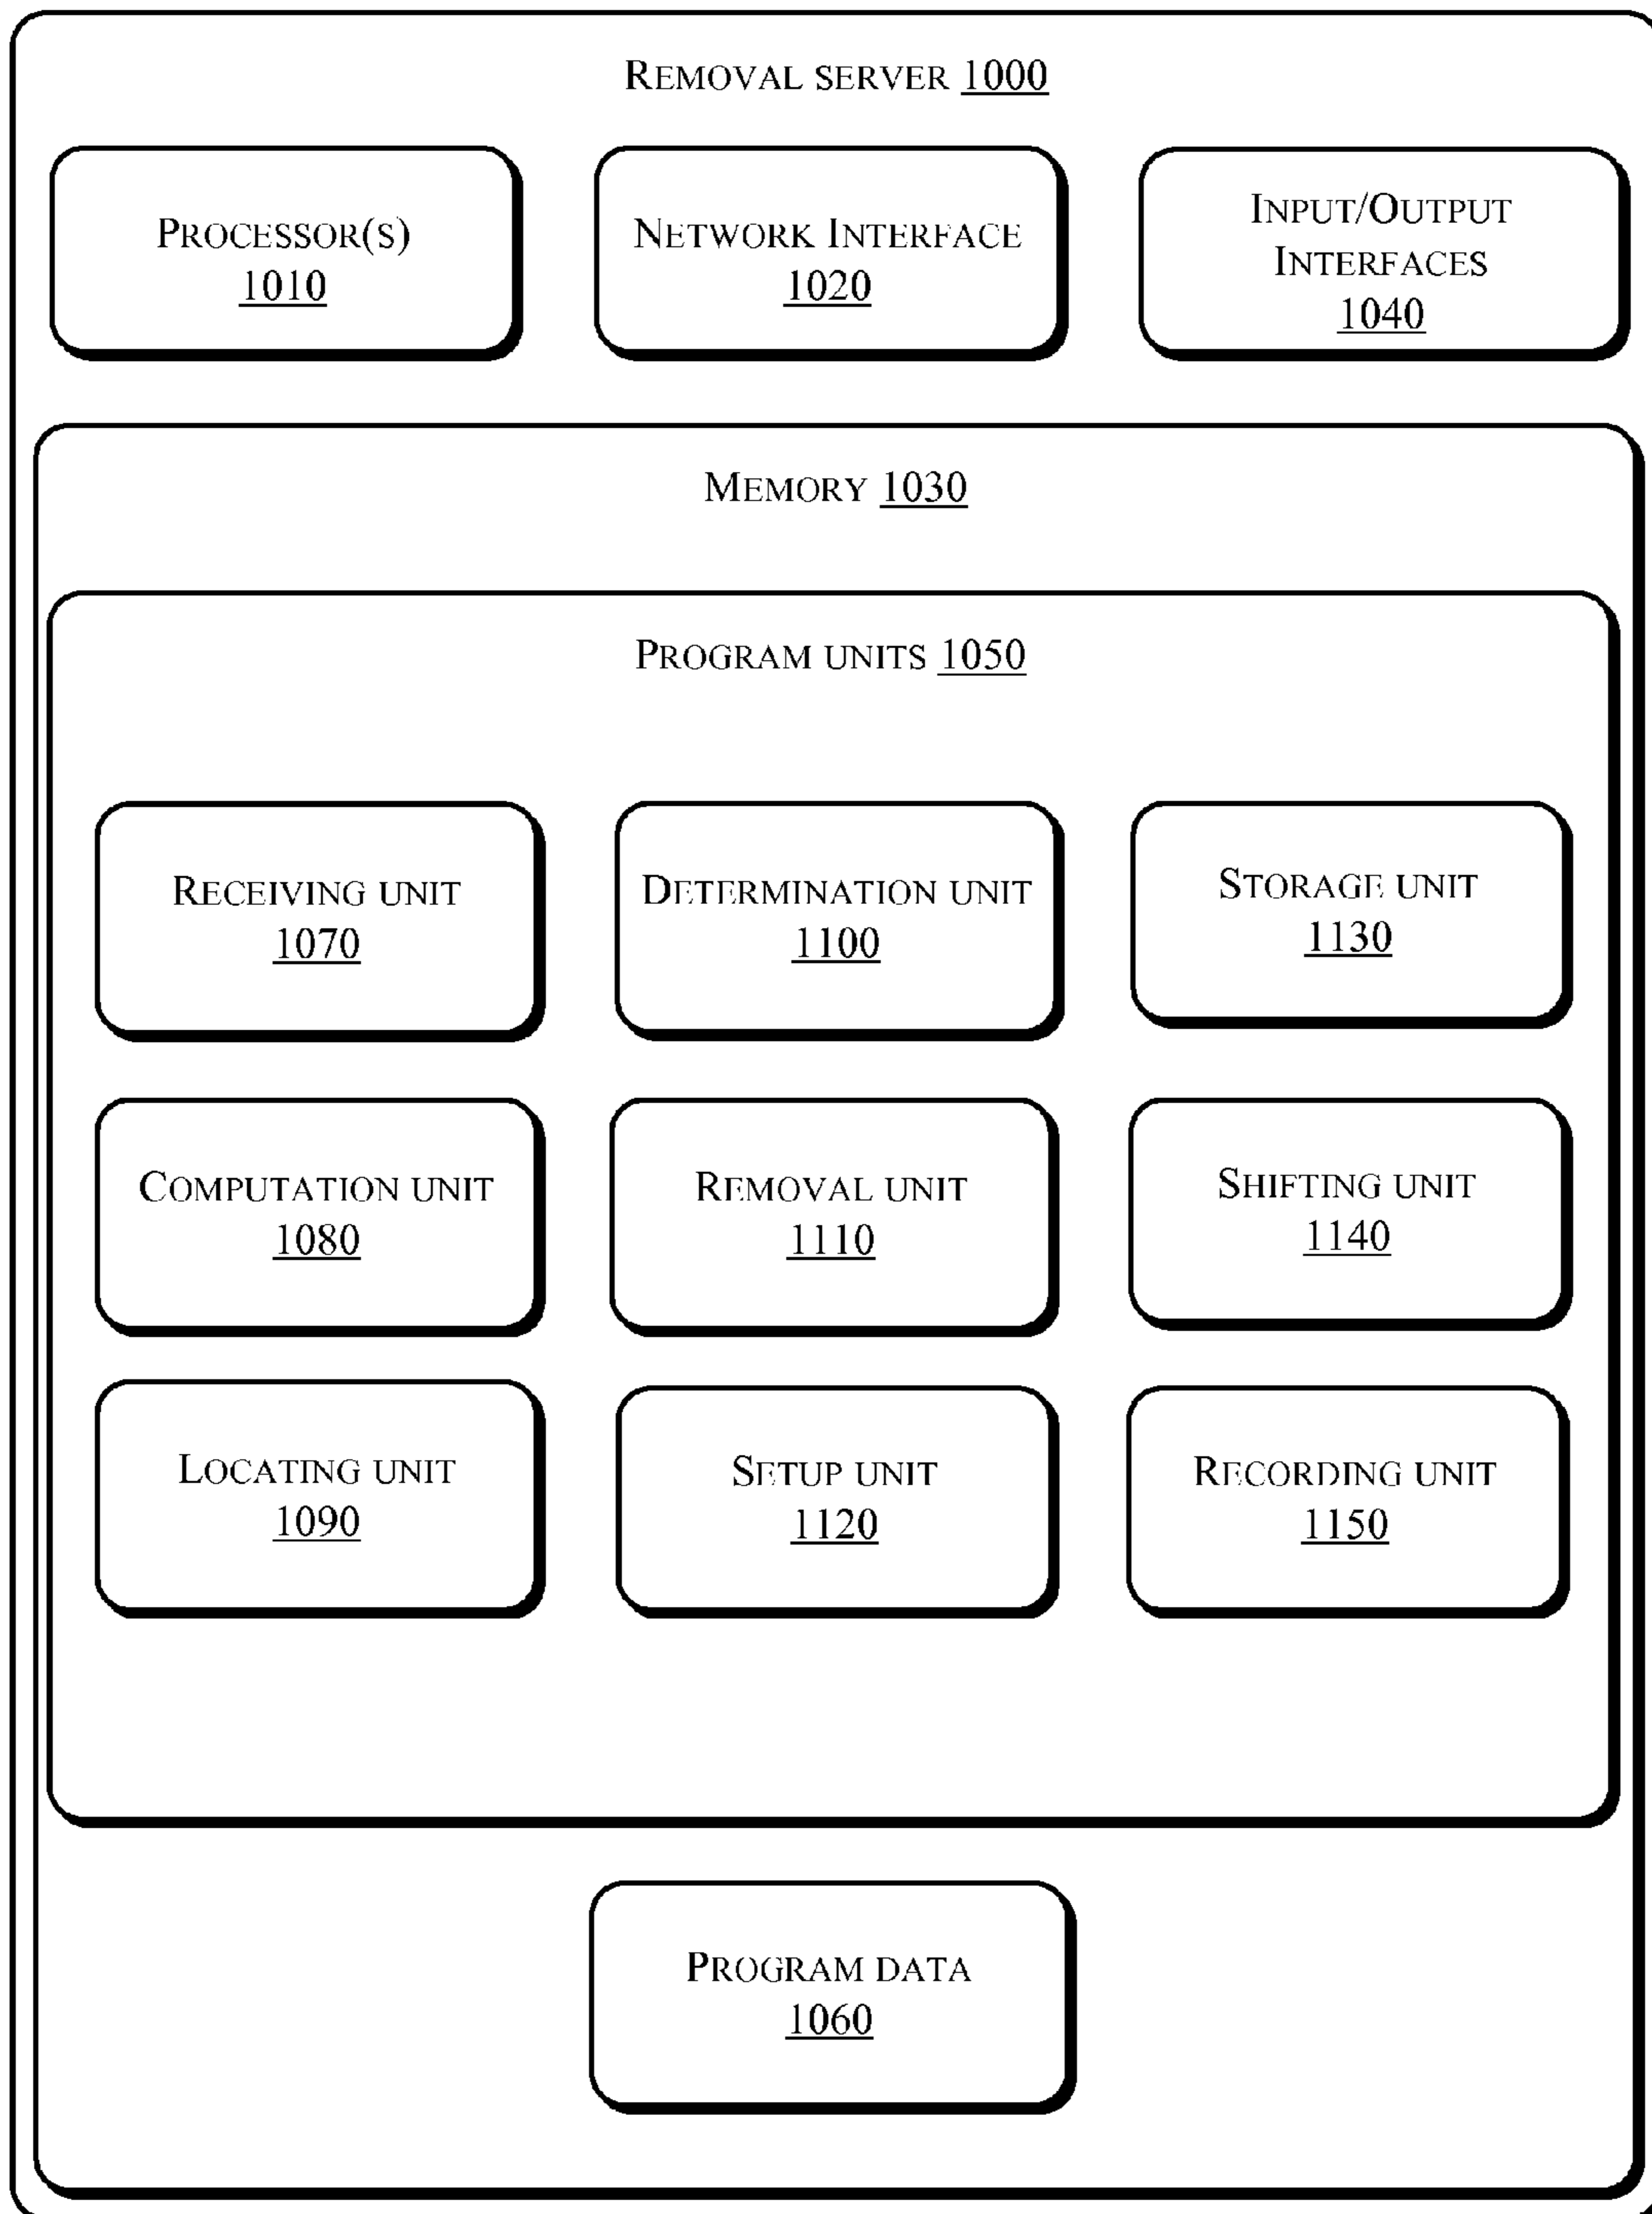 REMOVAL SERVER 1000
PROCESSOR(S)
1010
NETWORK INTERFACE
1020
INPUT/OUTPUT
INTERFACES
1040
MEMORY 1030
PROGRAM UNITS 1050
RECEIVING UNIT
1070
DETERMINATION UNIT
1100
STORAGE UNIT
1130
COMPUTATION UNIT
1080
REMOVAL UNIT
1110
SHIFTING UNIT
1140
LOCATING UNIT
1090
SETUP UNIT
1120
RECORDING UNIT
1150
PROGRAM DATA
1060